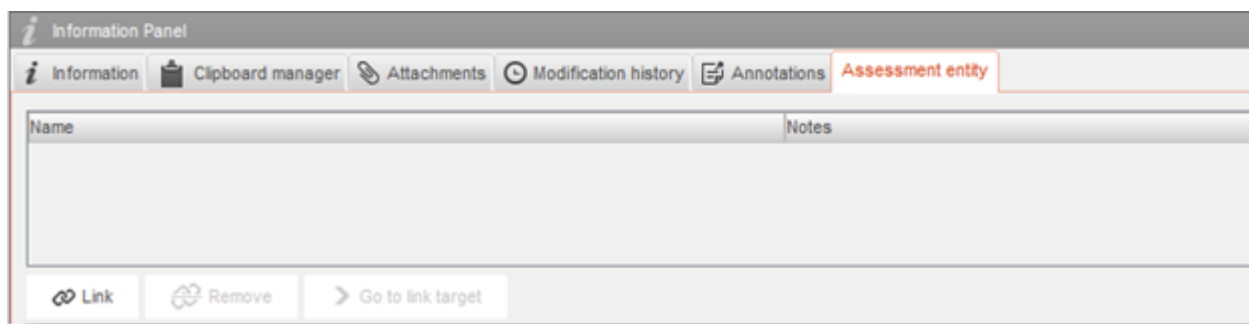 Information Panel
Information Clipboard manager Attachments Modification history Annotations Assessment entity
Name Notes
Link Remove Go to link target